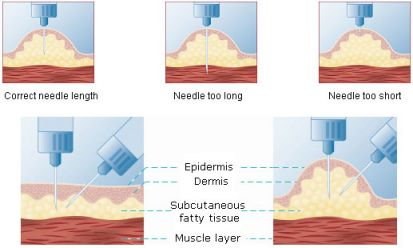 Correct needle length
Needle too long
Needle too short
Epidermis
Dermis
Subcutaneous
fatty tissue
Muscle layer